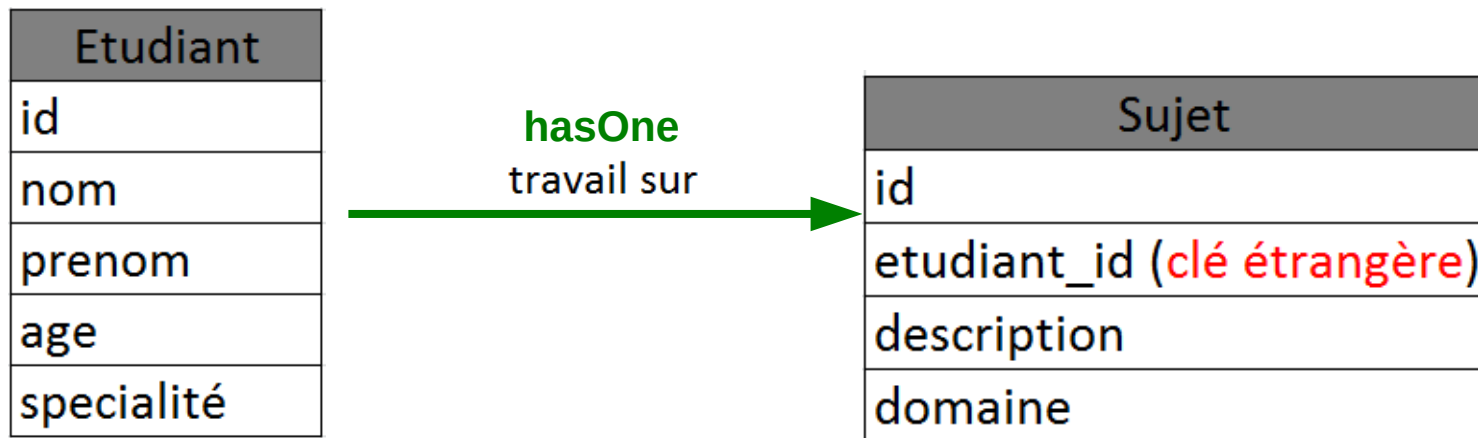 Etudiant
id
nom
prenom
age
specialité
hasOne
travail sur
Sujet
id
etudiant_id (clé étrangère)
description
domaine